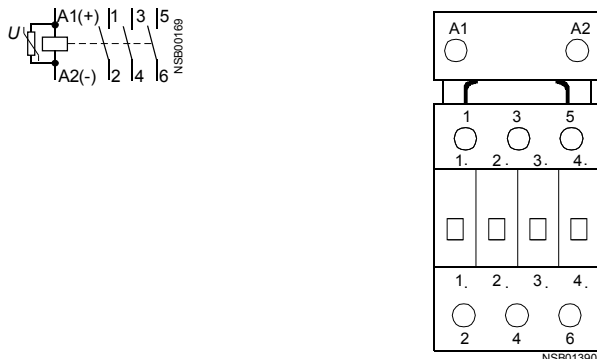 A1(+) 1 3 5
U
A2(-) 2 4 6
NSB00169
A1 A2
1 3 5
1. 2. 3. 4.
1. 2. 3. 4.
2 4 6
NSB01390